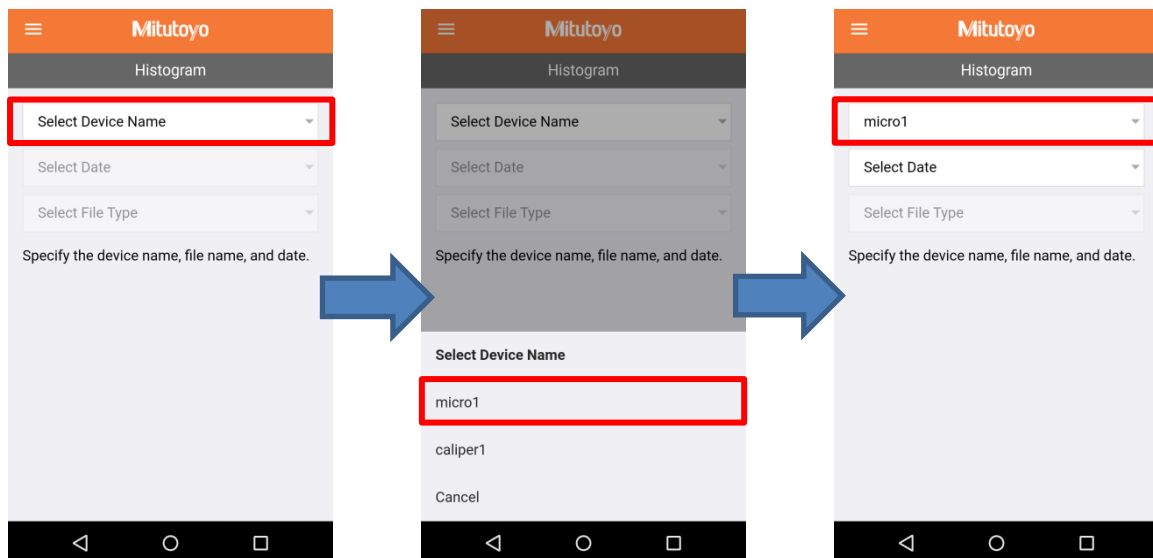 Mitutoyo
Histogram
Select Device Name
Select Date
Select File Type
Specify the device name, file name, and date.
Mitutoyo
Histogram
Select Device Name
Select Date
Select File Type
Specify the device name, file name, and date.
Select Device Name
micro1
caliper1
Cancel
Mitutoyo
Histogram
micro1
Select Date
Select File Type
Specify the device name, file name, and date.